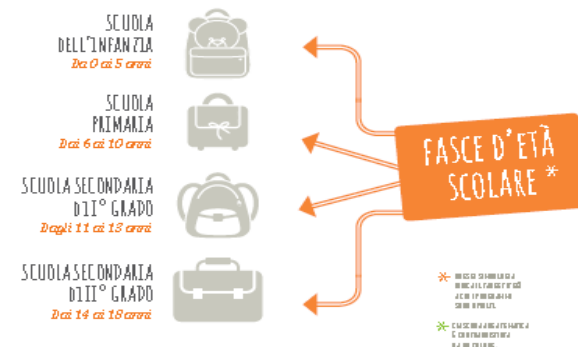 SCUOLA
DELL'INFANZIA
Da 0 ai 5 anni
SCUOLA
PRIMARIA
Dai 6 ai 10 anni
SCUOLA SECONDARIA
DI I° GRADO
Dagli 11 ai 13 anni
SCUOLA SECONDARIA
DI II° GRADO
Dai 14 ai 18 anni
FASCE D'ETÀ
SCOLARE *